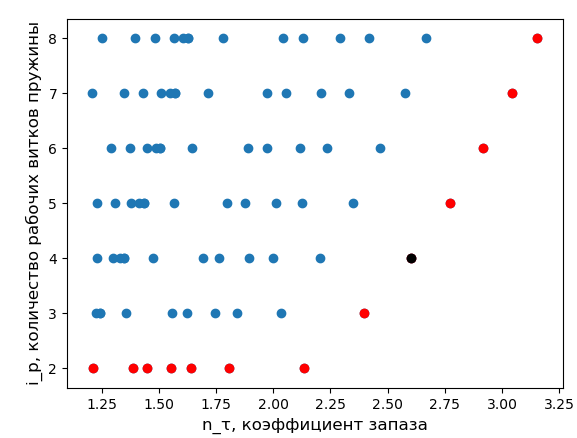 i_p, количество рабочих витков пружины
8
7
6
5
4
3
2
1.25 1.50 1.75 2.00 2.25 2.50 2.75 3.00 3.25
n_τ, коэффициент запаза